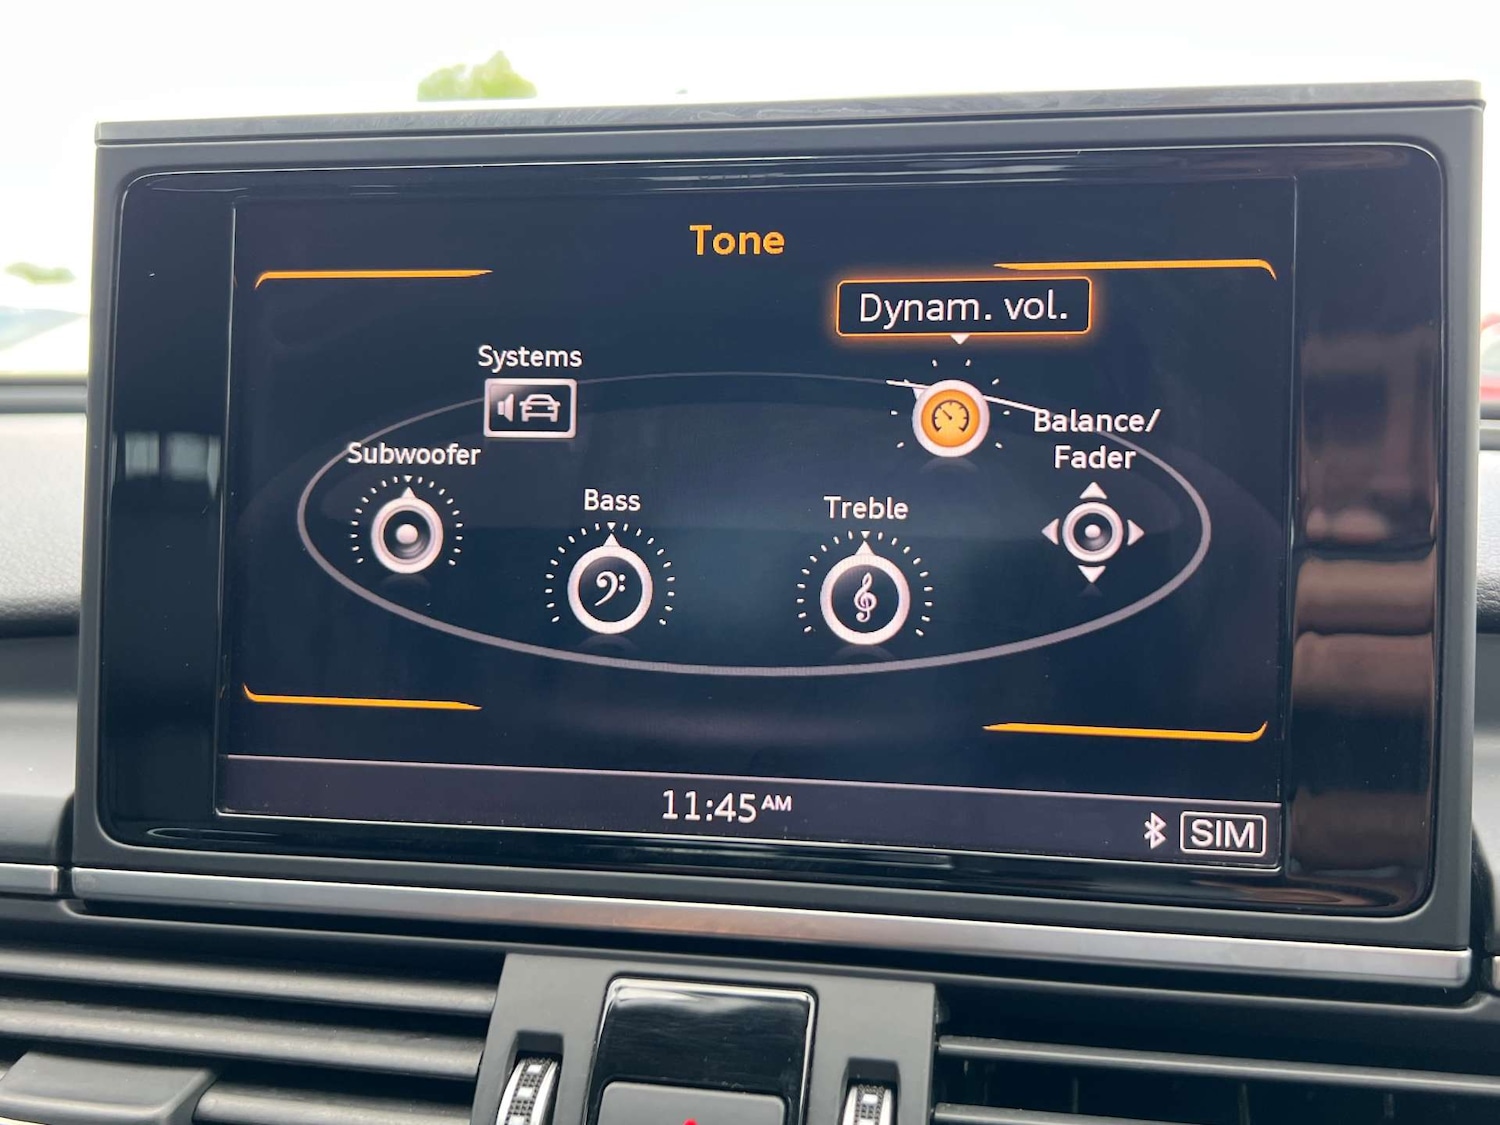 Tone
Dynam. vol.
Systems
Balance/
Fader
Subwoofer
Bass
Treble
11:45 AM
SIM